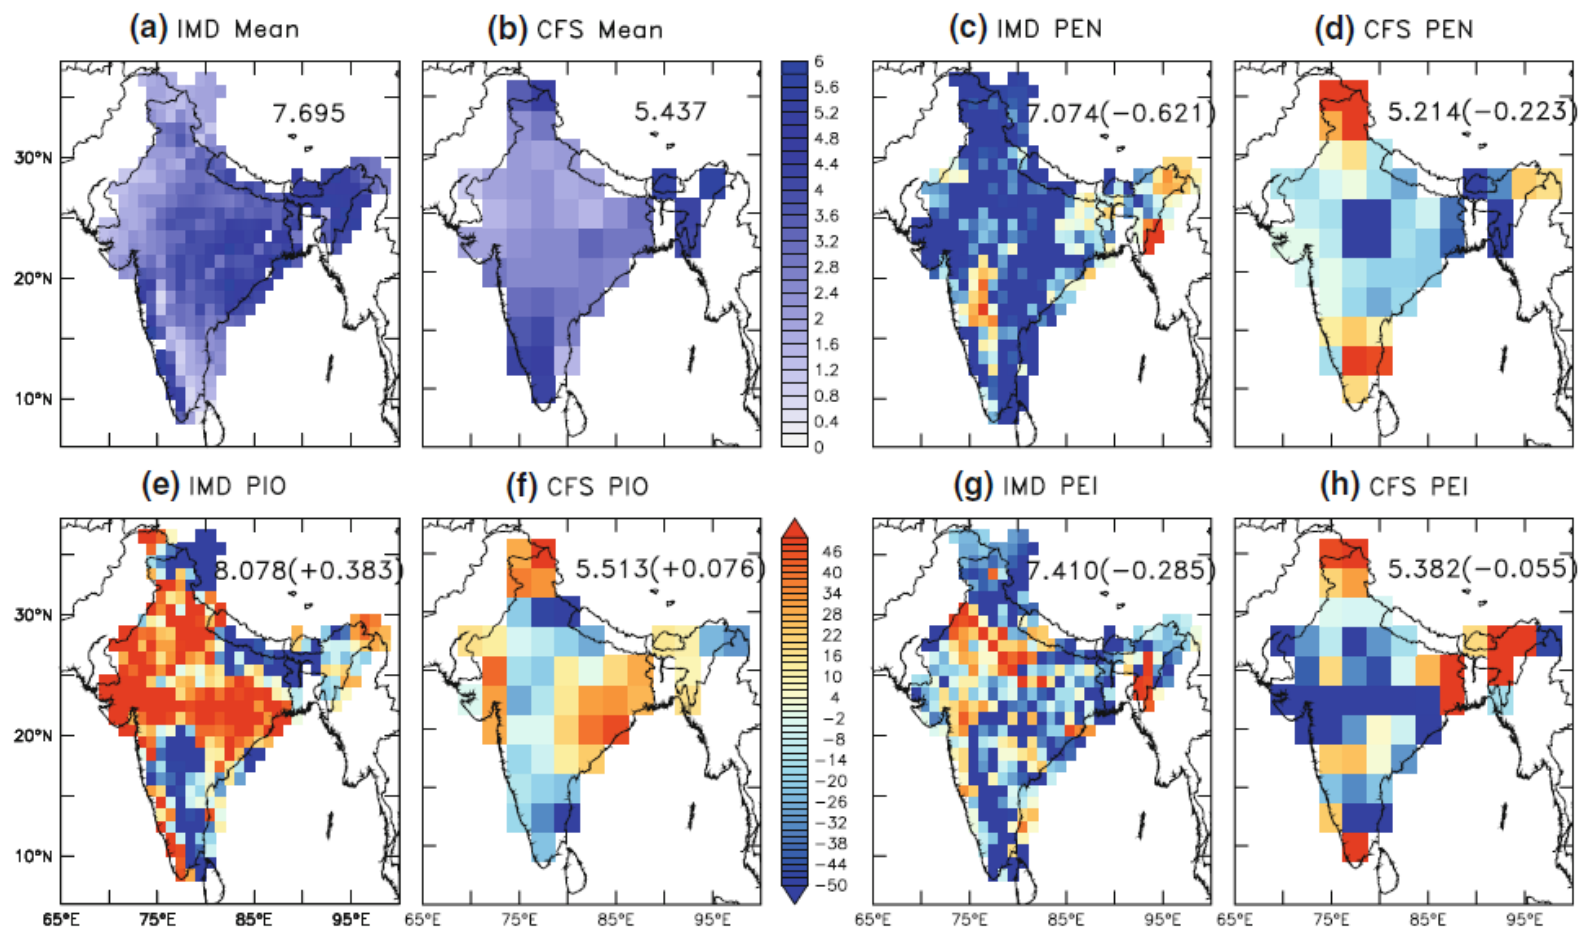 (a) IMD Mean
(b) CFS Mean
(c) IMD PEN
(d) CFS PEN
7.695
5.437
7.074(−0.621)
5.214(−0.223)
30°N
20°N
10°N
6
5.6
5.2
4.8
4.4
4
3.6
3.2
2.8
2.4
2
1.6
1.2
0.8
0.4
0
(e) IMD PIO
(f) CFS PIO
(g) IMD PEI
(h) CFS PEI
8.078(+0.383)
5.513(+0.076)
7.410(−0.285)
5.382(−0.055)
30°N
20°N
10°N
46
40
34
28
22
16
10
4
−2
−8
−14
−20
−26
−32
−38
−44
−50
65°E 75°E 85°E 95°E
65°E 75°E 85°E 95°E
65°E 75°E 85°E 95°E
65°E 75°E 85°E 95°E